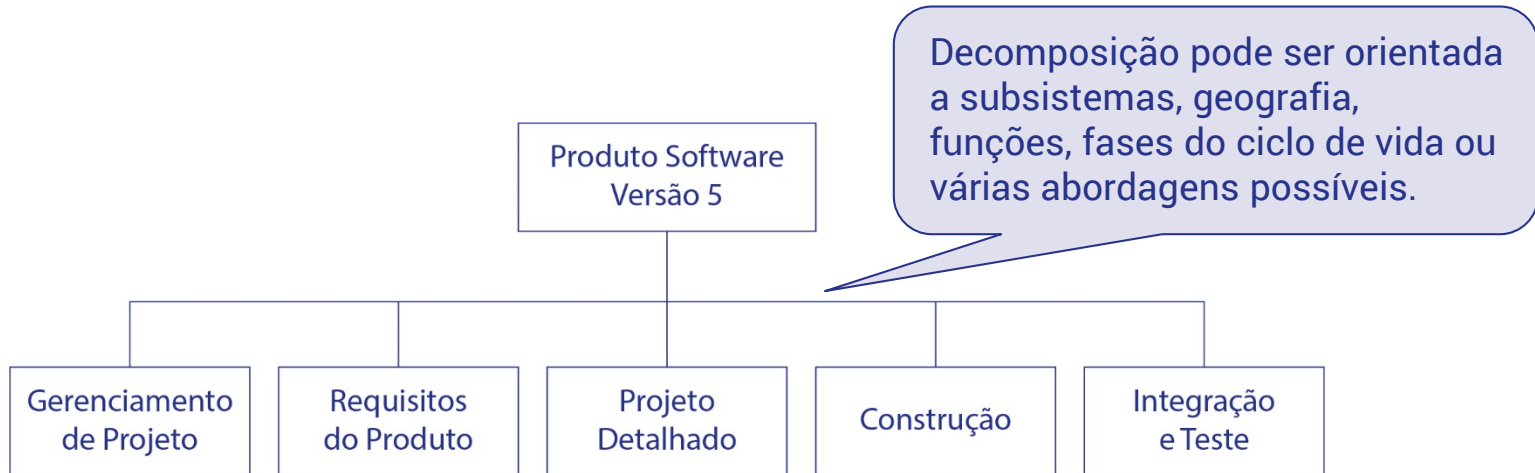 Decomposição pode ser orientada
a subsistemas, geografia,
funções, fases do ciclo de vida ou
várias abordagens possíveis.
Produto Software
Versão 5
Gerenciamento
de Projeto
Requisitos
do Produto
Projeto
Detalhado
Construção
Integração
e Teste